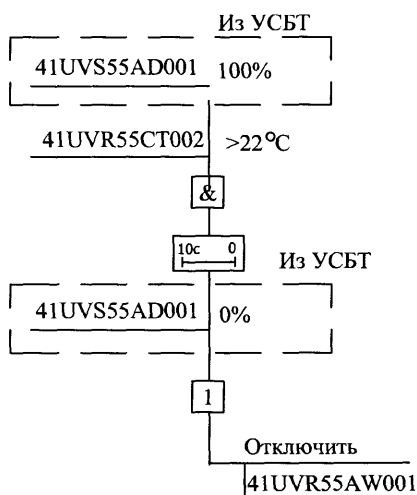 Из УСБТ
41UVS55AD001 100%
41UVR55CT002 >22°C
&
10с 0
Из УСБТ
41UVS55AD001 0%
1
Отключить
41UVR55AW001